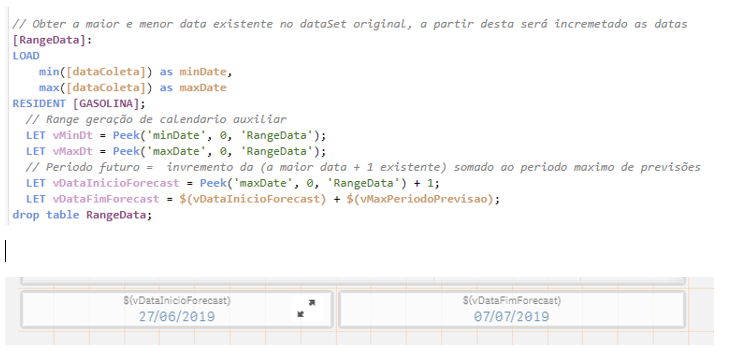 // Obter a maior e menor data existente no dataSet original, a partir desta será incremetado as datas
[RangeData]:
LOAD
min([dataColeta]) as minDate,
max([dataColeta]) as maxDate
RESIDENT [GASOLINA];
// Range geração de calendario auxiliar
LET vMinDt = Peek('minDate', 0, 'RangeData');
LET vMaxDt = Peek('maxDate', 0, 'RangeData');
// Periodo futuro = invremento da (a maior data + 1 existente) somado ao periodo maximo de previsões
LET vDataInicioForecast = Peek('maxDate', 0, 'RangeData') + 1;
LET vDataFimForecast = $(vDataInicioForecast) + $(vMaxPeriodoPrevisao);
drop table RangeData;
$(vDataInicioForecast)
27/06/2019
$(vDataFimForecast)
07/07/2019